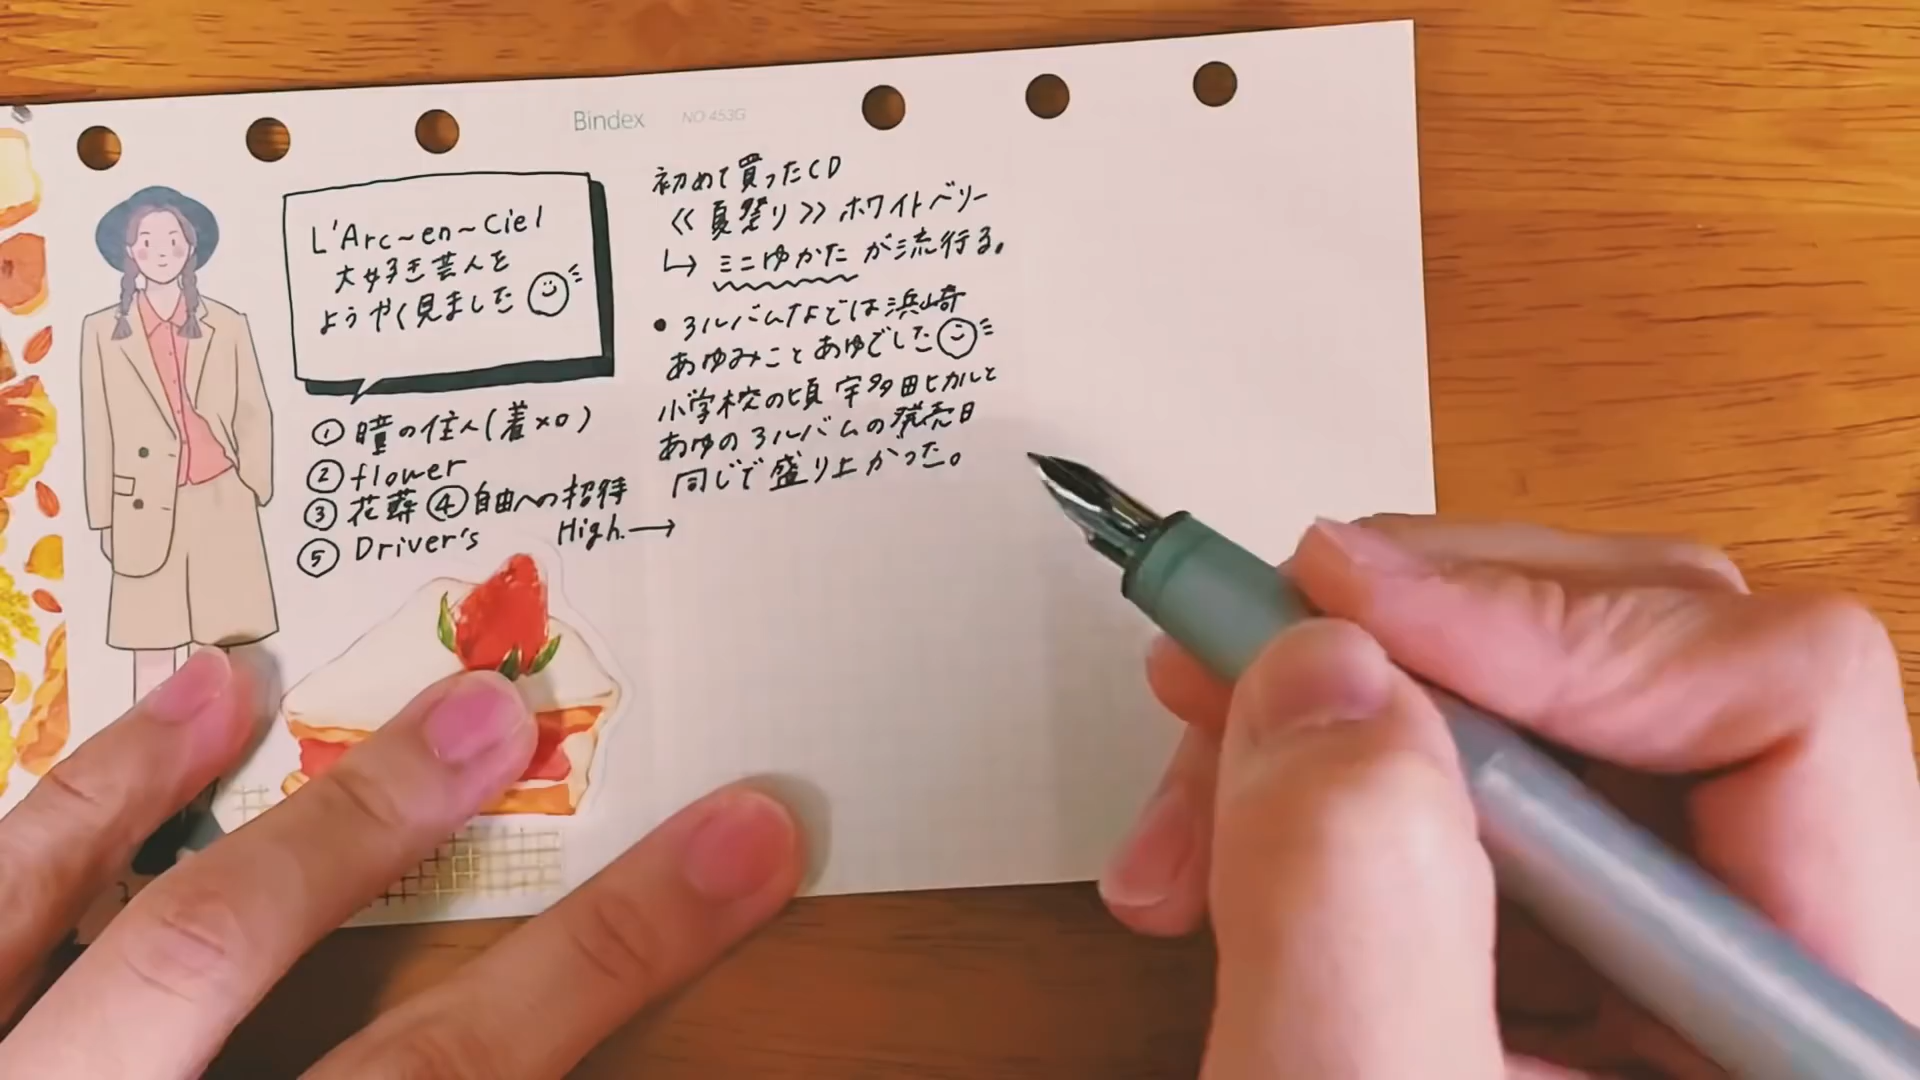 Bindex NO 453G
L'Arc~en~Ciel
大好き芸人を
ようやく見ました
① 瞳の住人(着×0)
② flower
③ 花葬 ④ 自由への招待
⑤ Driver's High.→
初めて買ったCD
《夏祭り》ホワイトベリー
↳ ミニゆかたが流行る。
• アルバムなどは浜崎
あゆみことあゆでした
小学校の頃 宇多田ヒカルと
あゆのアルバムの発売日
同じで盛り上がった。